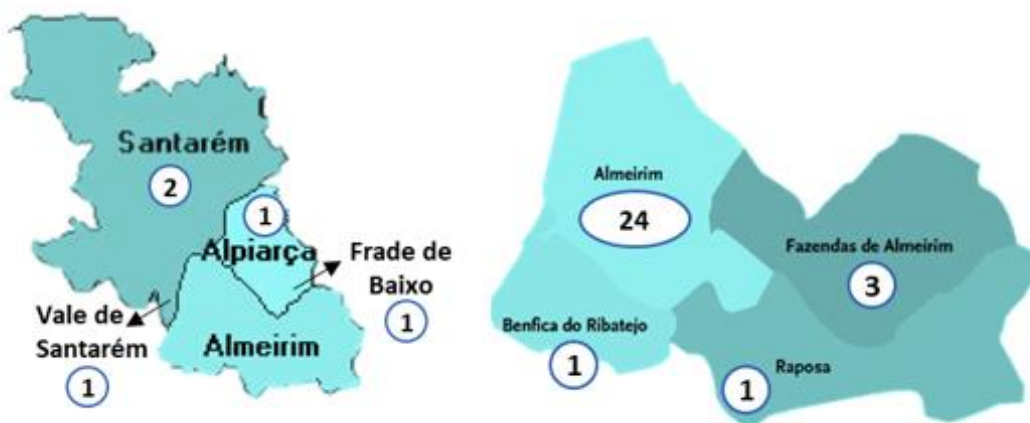 Santarém
2
1
Alpiarça
Frade de
Baixo
1
Vale de
Santarém
1
Almeirim
Almeirim
24
Fazendas de Almeirim
3
Benfica do Ribatejo
1
Raposa
1